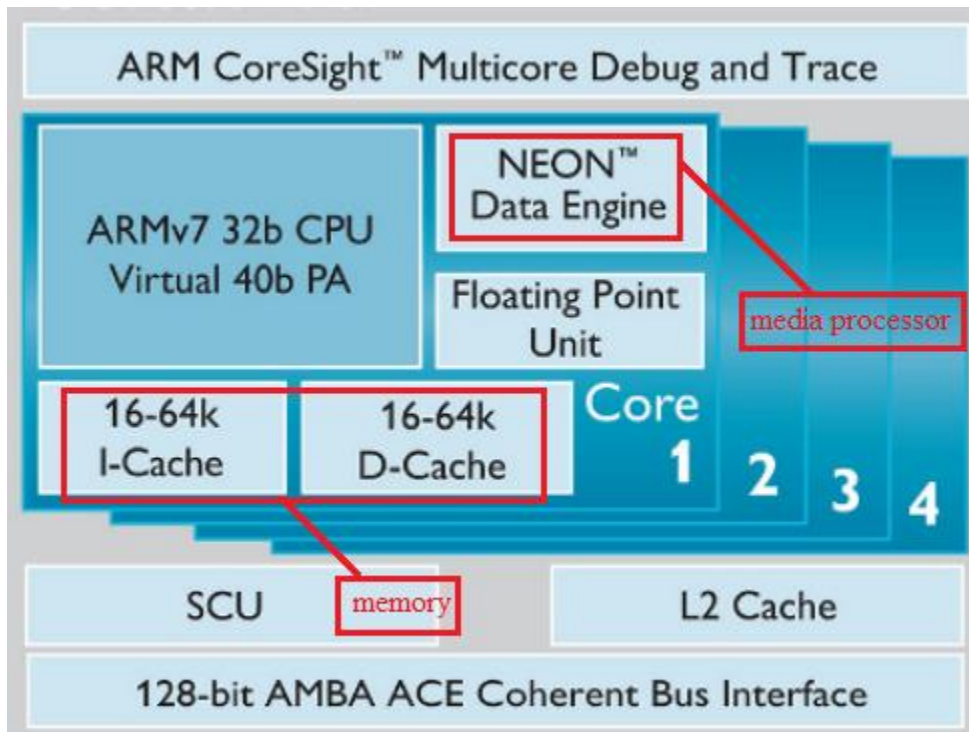 ARM CoreSight™ Multicore Debug and Trace
ARMv7 32b CPU
Virtual 40b PA
NEON™
Data Engine
media processor
Floating Point
Unit
16-64k
I-Cache
16-64k
D-Cache
Core
1
2
3
4
SCU
memory
L2 Cache
128-bit AMBA ACE Coherent Bus Interface